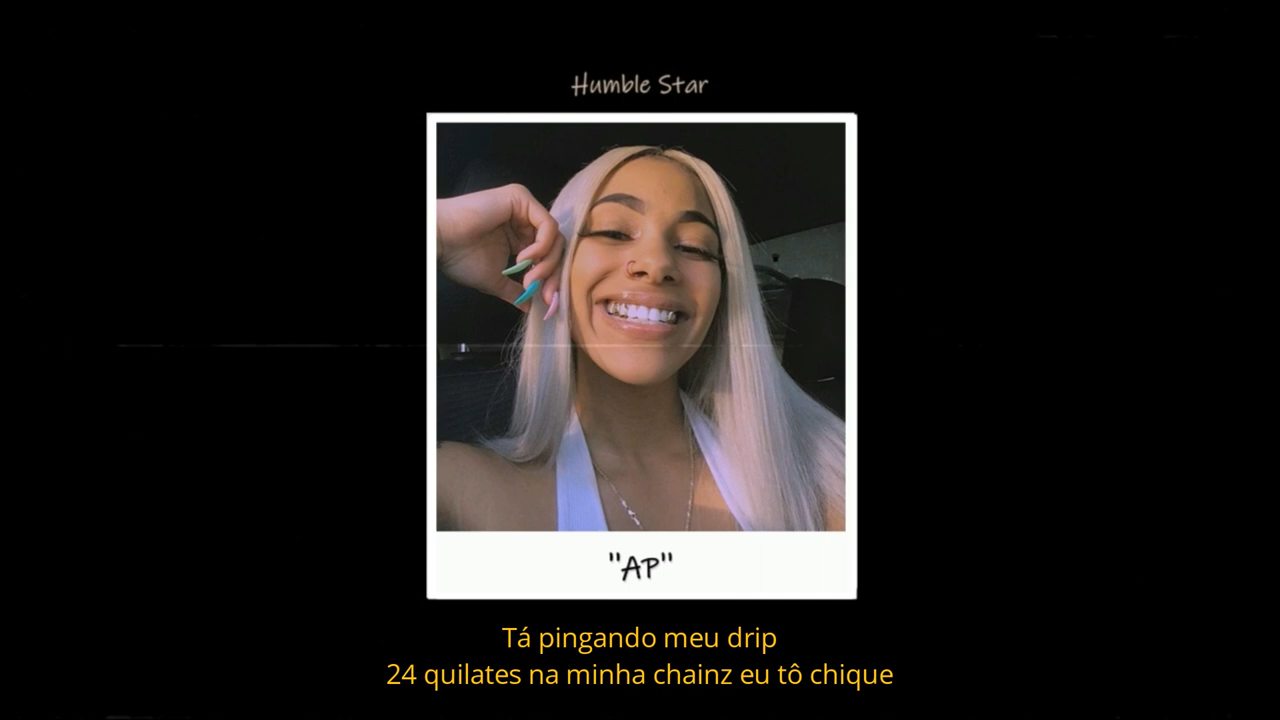 Humble Star
"AP"
Tá pingando meu drip
24 quilates na minha chainz eu tô chique